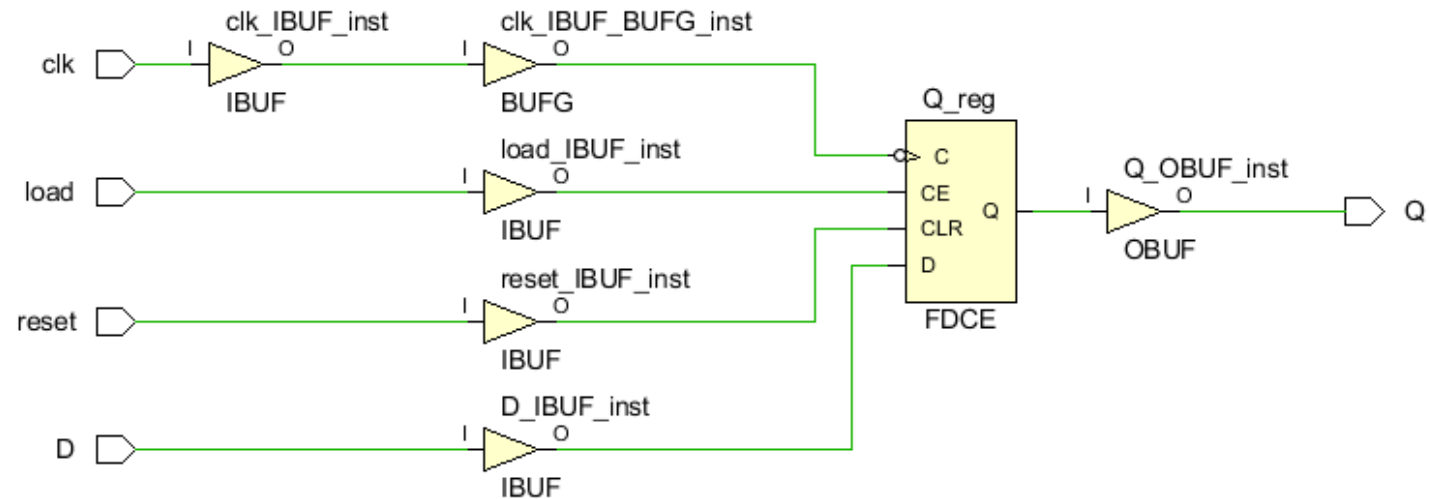 clk_IBUF_inst
clk_IBUF_BUFG_inst
I
O
I
O
clk
IBUF
BUFG
Q_reg
load_IBUF_inst
C
Q_OBUF_inst
I
O
load
CE
I
O
IBUF
Q
Q
CLR
OBUF
D
reset_IBUF_inst
I
O
reset
FDCE
IBUF
D_IBUF_inst
I
O
D
IBUF